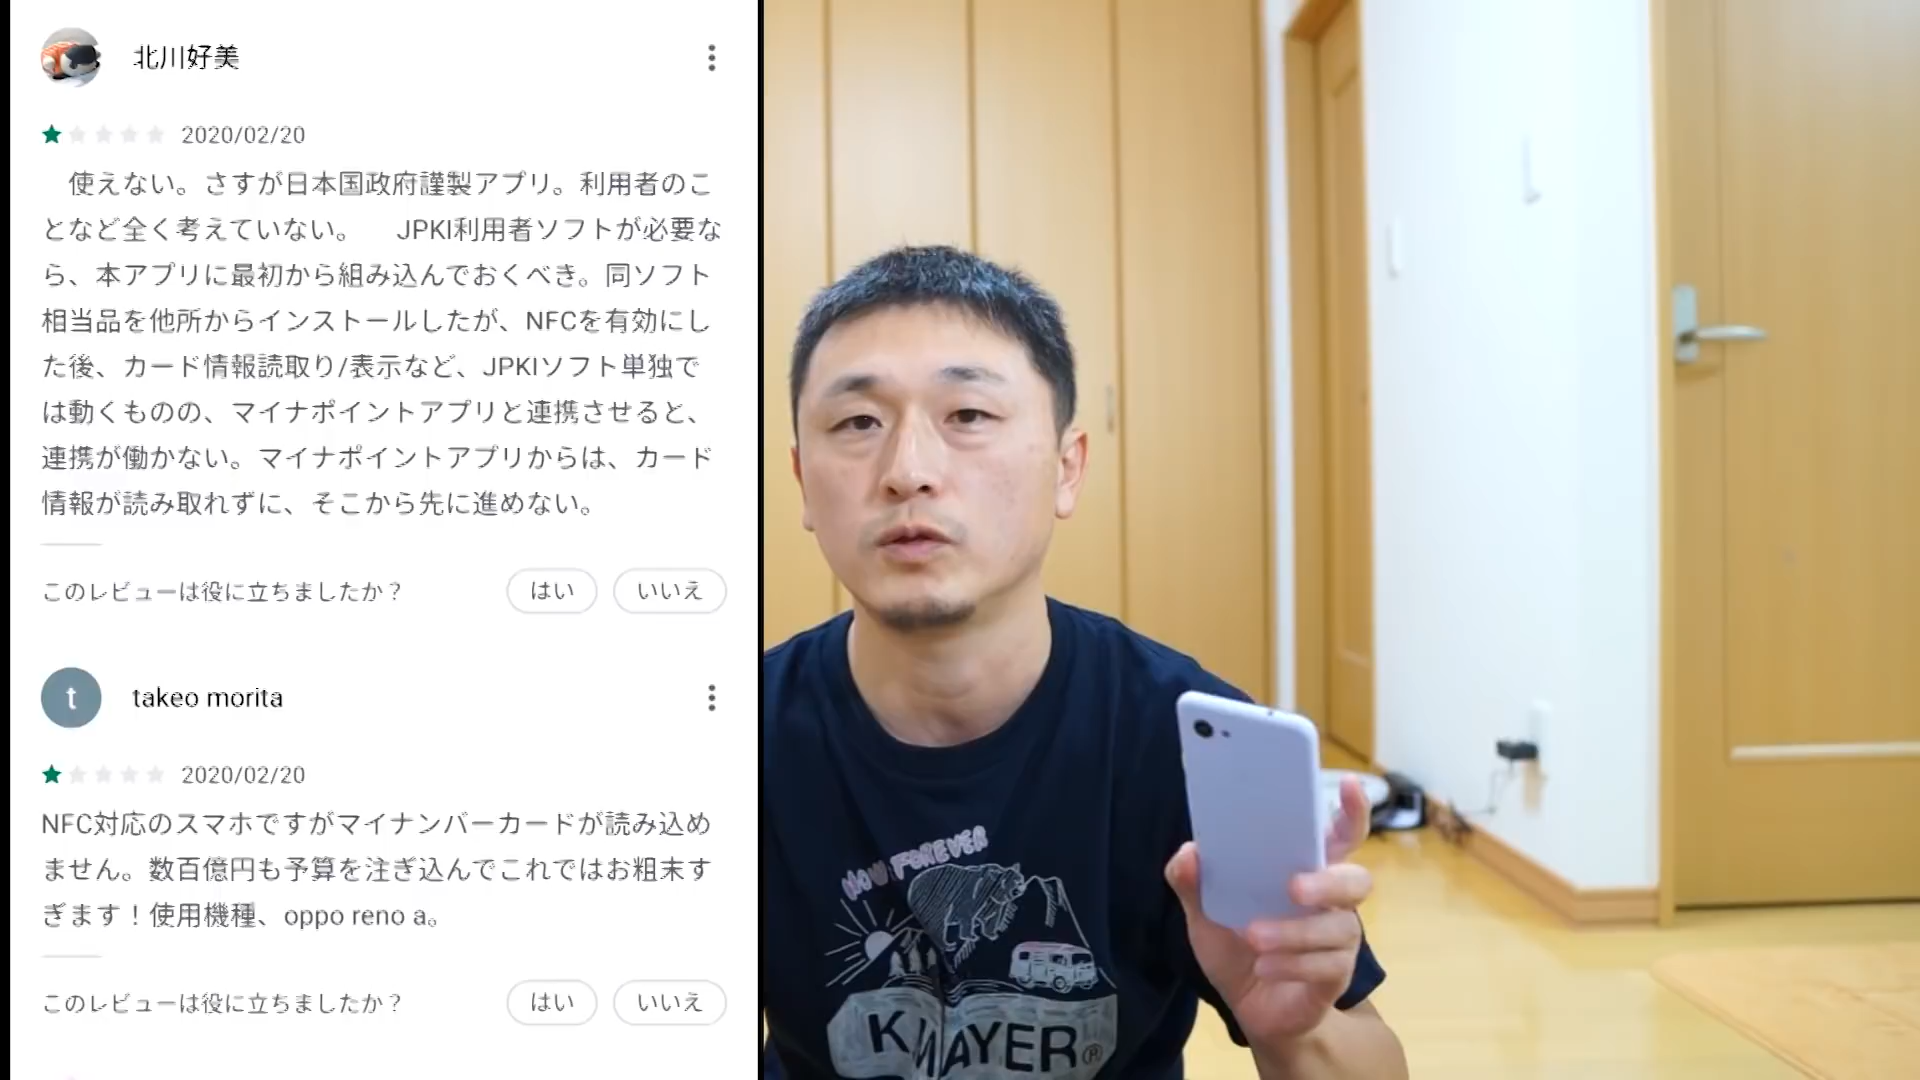 北川好美
2020/02/20
使えない。さすが日本国政府謹製アプリ。利用者のこ
となど全く考えていない。　JPKI利用者ソフトが必要な
ら、本アプリに最初から組み込んでおくべき。同ソフト
相当品を他所からインストールしたが、NFCを有効にし
た後、カード情報読取り/表示など、JPKIソフト単独で
は動くものの、マイナポイントアプリと連携させると、
連携が働かない。マイナポイントアプリからは、カード
情報が読み取れずに、そこから先に進めない。
このレビューは役に立ちましたか？ はい いいえ
t takeo morita
2020/02/20
NFC対応のスマホですがマイナンバーカードが読み込め
ません。数百億円も予算を注ぎ込んでこれではお粗末す
ぎます！使用機種、oppo reno a。
このレビューは役に立ちましたか？ はい いいえ
NOW FOREVER